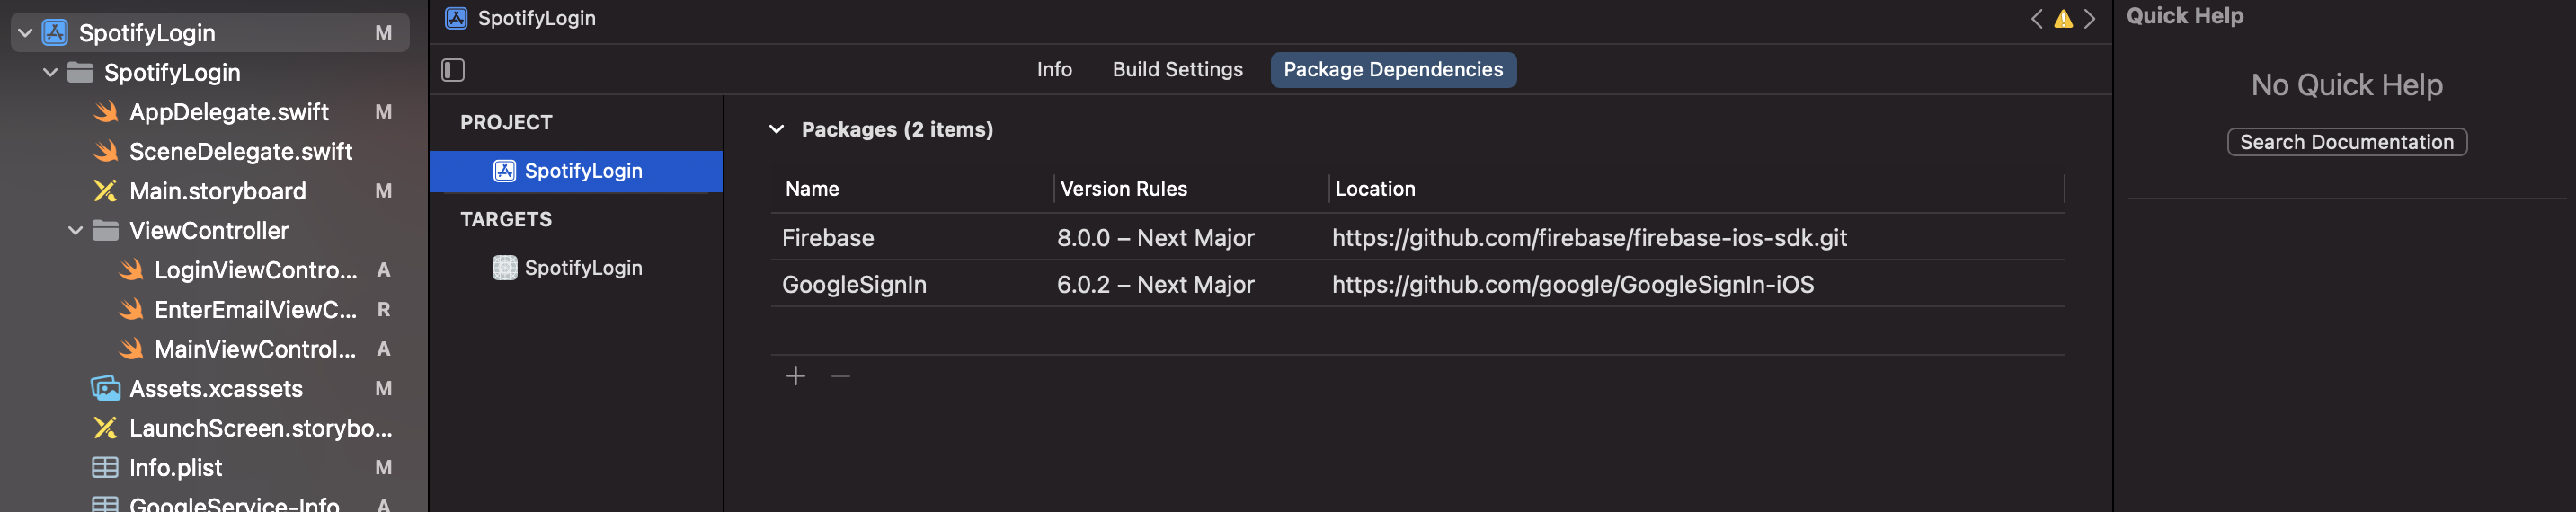 SpotifyLogin M
SpotifyLogin
AppDelegate.swift M
SceneDelegate.swift
Main.storyboard M
ViewController
LoginViewContro... A
EnterEmailViewC... R
MainViewControl... A
Assets.xcassets M
LaunchScreen.storybo...
Info.plist M
GoogleService-Info A
SpotifyLogin
Info Build Settings Package Dependencies
PROJECT
SpotifyLogin
TARGETS
SpotifyLogin
Packages (2 items)
Name Version Rules Location
Firebase 8.0.0 – Next Major https://github.com/firebase/firebase-ios-sdk.git
GoogleSignIn 6.0.2 – Next Major https://github.com/google/GoogleSignIn-iOS
Quick Help
No Quick Help
Search Documentation